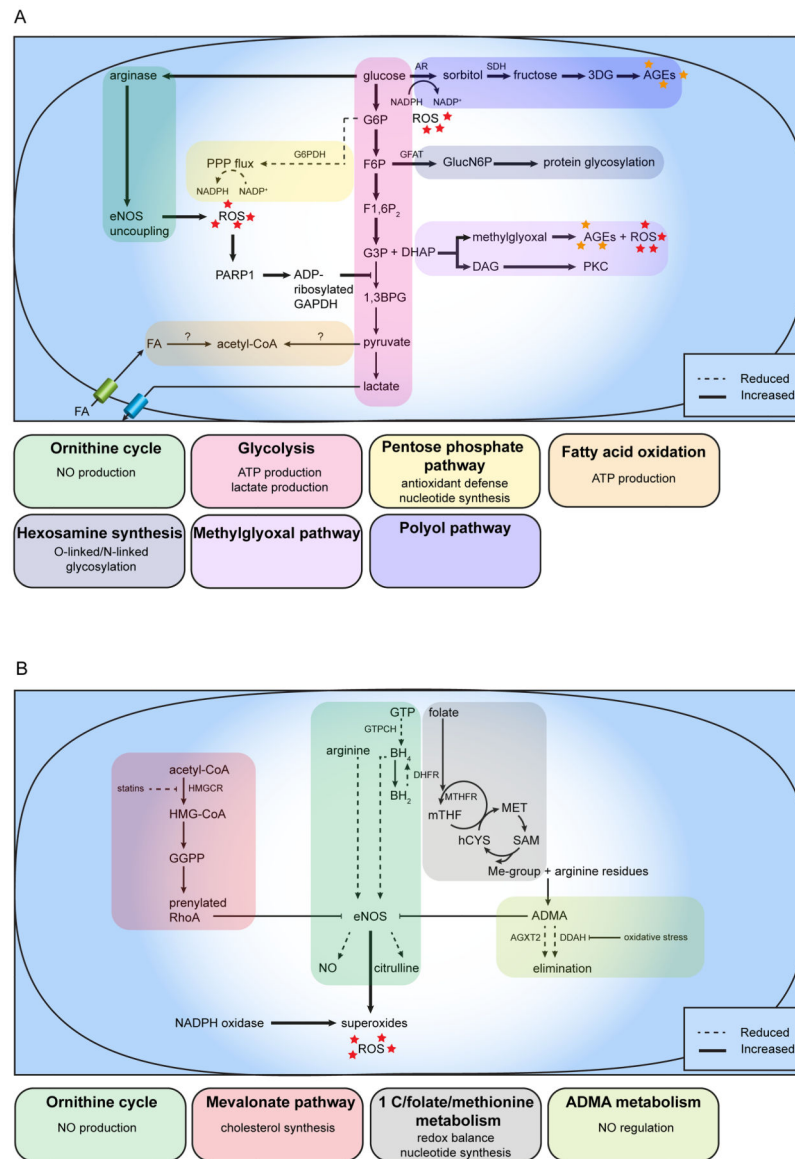 A
arginase
glucose
AR
sorbitol
SDH
fructose
3DG
AGEs
NADPH
NADP⁺
ROS
G6P
G6PDH
PPP flux
NADPH
NADP⁺
F6P
GFAT
GlucN6P
protein glycosylation
eNOS
uncoupling
ROS
F1,6P₂
G3P + DHAP
methylglyoxal
AGEs + ROS
DAG
PKC
PARP1
ADP-
ribosylated
GAPDH
1,3BPG
FA
?
acetyl-CoA
?
pyruvate
lactate
FA
Reduced
Increased
Ornithine cycle
NO production
Glycolysis
ATP production
lactate production
Pentose phosphate
pathway
antioxidant defense
nucleotide synthesis
Fatty acid oxidation
ATP production
Hexosamine synthesis
O-linked/N-linked
glycosylation
Methylglyoxal pathway
Polyol pathway
B
GTP
folate
GTPCH
arginine
BH₄
DHFR
BH₂
acetyl-CoA
statins
HMGCR
HMG-CoA
GGPP
prenylated
RhoA
MTHFR
mTHF
MET
hCYS
SAM
Me-group + arginine residues
eNOS
ADMA
AGXT2
DDAH
oxidative stress
NO
citrulline
elimination
NADPH oxidase
superoxides
ROS
Reduced
Increased
Ornithine cycle
NO production
Mevalonate pathway
cholesterol synthesis
1 C/folate/methionine
metabolism
redox balance
nucleotide synthesis
ADMA metabolism
NO regulation